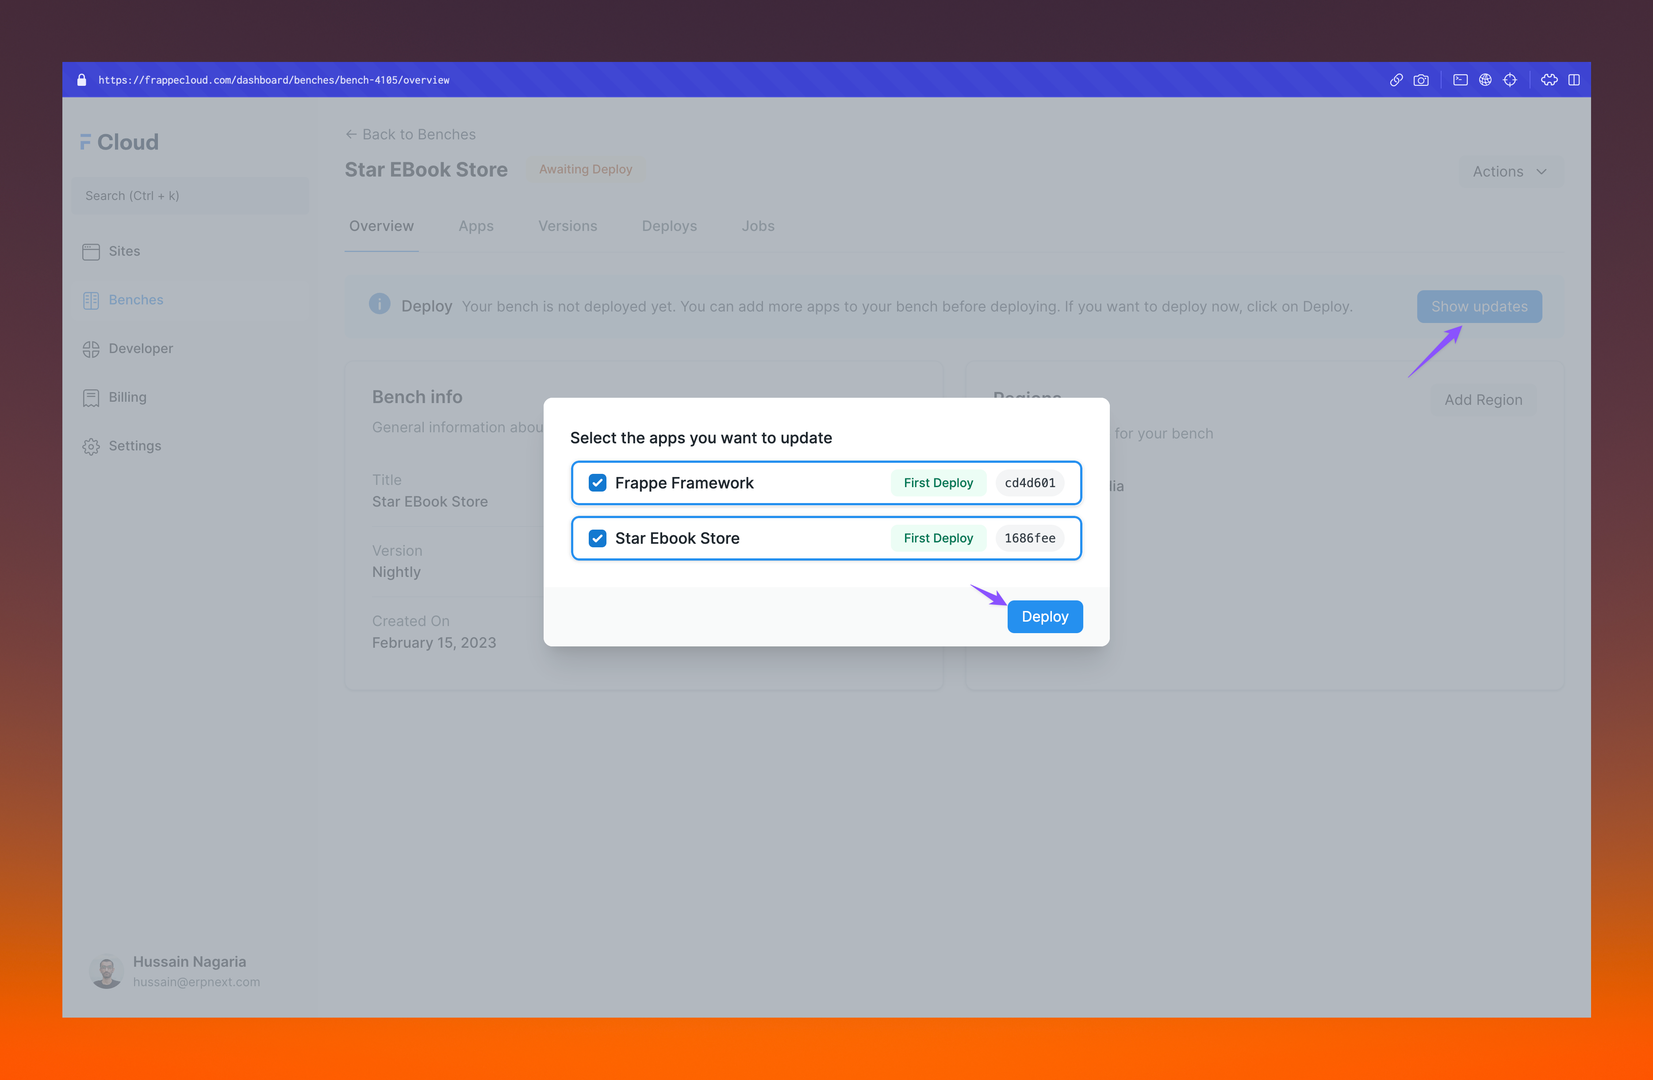 https://frappecloud.com/dashboard/benches/bench-4105/overview
Cloud
Search (Ctrl + k)
Sites
Benches
Developer
Billing
Settings
Hussain Nagaria
hussain@erpnext.com
← Back to Benches
Star EBook Store
Awaiting Deploy
Actions
Overview
Apps
Versions
Deploys
Jobs
Deploy Your bench is not deployed yet. You can add more apps to your bench before deploying. If you want to deploy now, click on Deploy.
Show updates
Bench info
General information
Title
Star EBook Store
Version
Nightly
Created On
February 15, 2023
Regions
for your bench
Add Region
Select the apps you want to update
Frappe Framework
First Deploy
cd4d601
Star Ebook Store
First Deploy
1686fee
Deploy